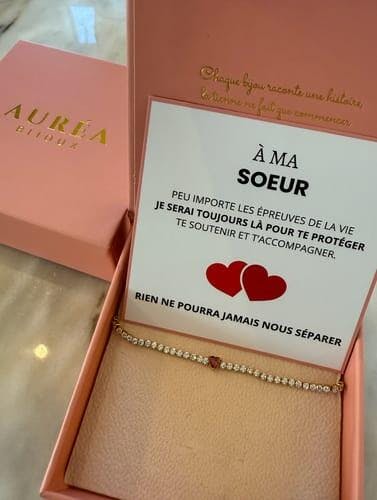 AURÉA
BIJOUX
Chaque bijou raconte une histoire,
la tienne ne fait que commencer
À MA
SOEUR
PEU IMPORTE LES ÉPREUVES DE LA VIE
JE SERAI TOUJOURS LÀ POUR TE PROTÉGER
TE SOUTENIR ET T'ACCOMPAGNER.
RIEN NE POURRA JAMAIS NOUS SÉPARER